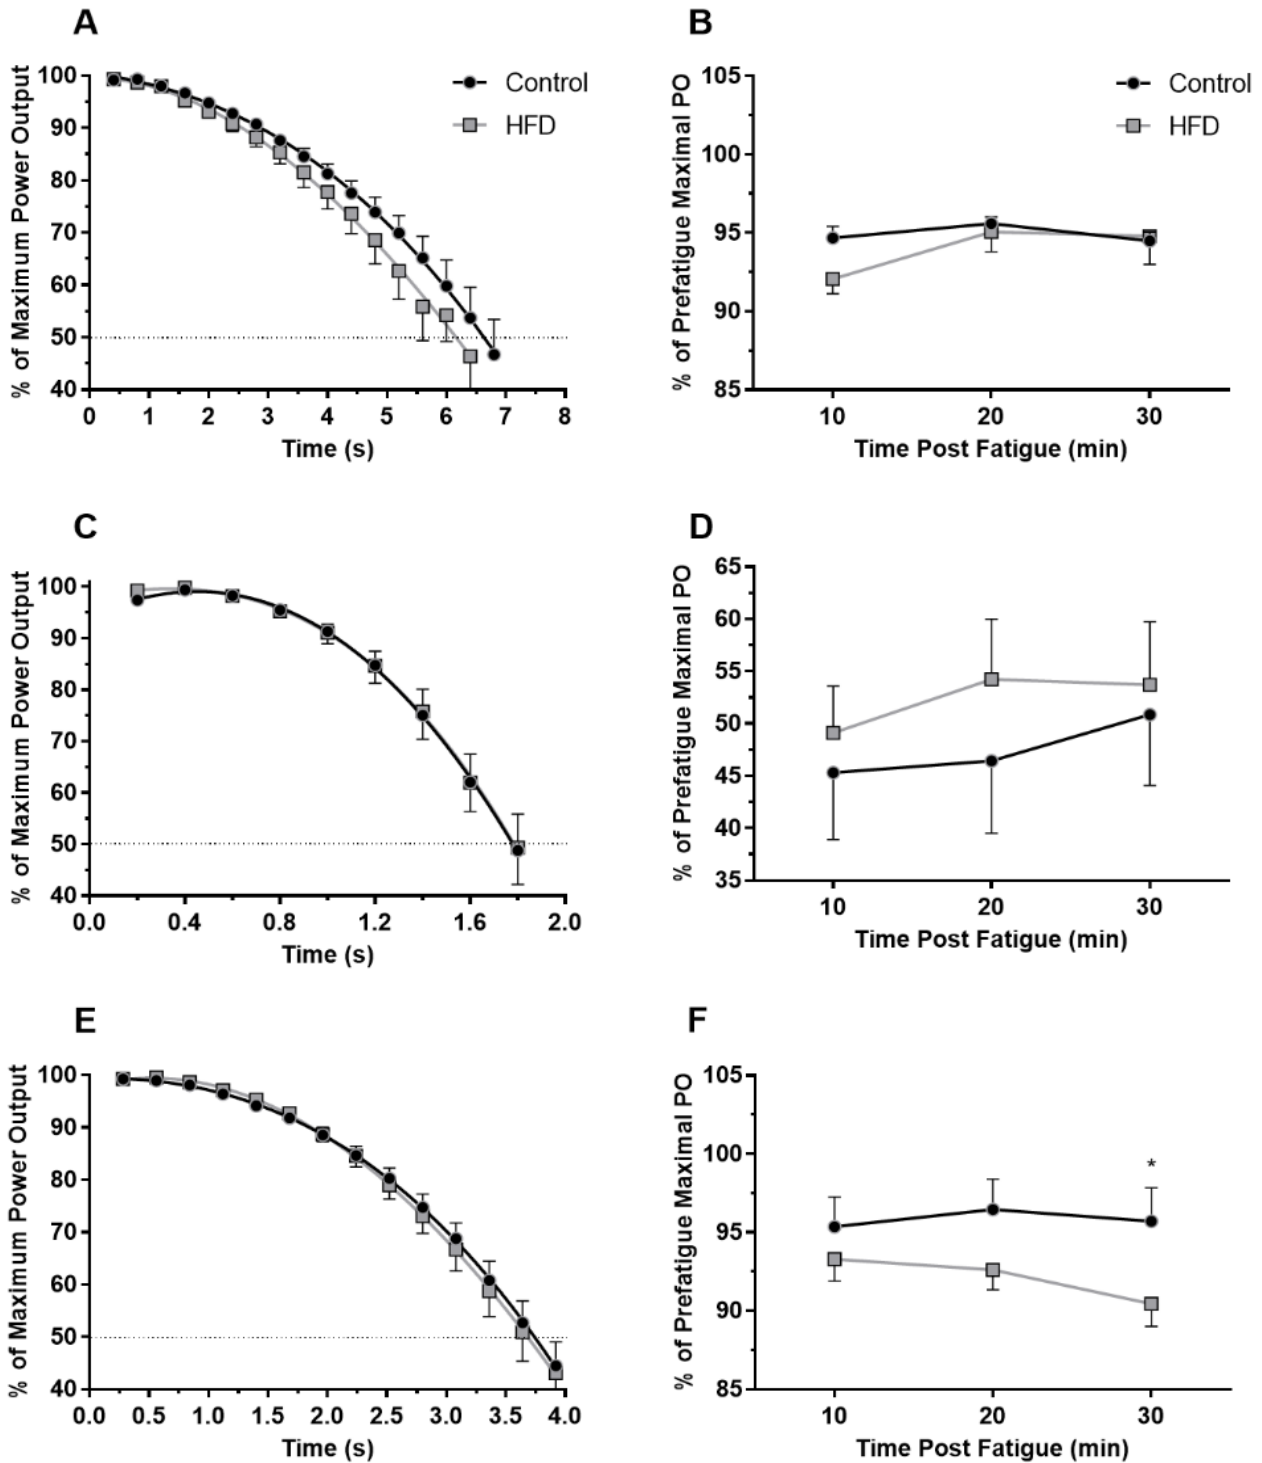 A
% of Maximum Power Output
100
90
80
70
60
50
40
0 1 2 3 4 5 6 7 8
Time (s)
Control
HFD
B
% of Prefatigue Maximal PO
105
100
95
90
85
10 20 30
Time Post Fatigue (min)
Control
HFD
C
% of Maximum Power Output
100
90
80
70
60
50
40
0.0 0.4 0.8 1.2 1.6 2.0
Time (s)
D
% of Prefatigue Maximal PO
65
60
55
50
45
40
35
10 20 30
Time Post Fatigue (min)
E
% of Maximum Power Output
100
90
80
70
60
50
40
0.0 0.5 1.0 1.5 2.0 2.5 3.0 3.5 4.0
Time (s)
F
% of Prefatigue Maximal PO
105
100
95
90
85
*
10 20 30
Time Post Fatigue (min)